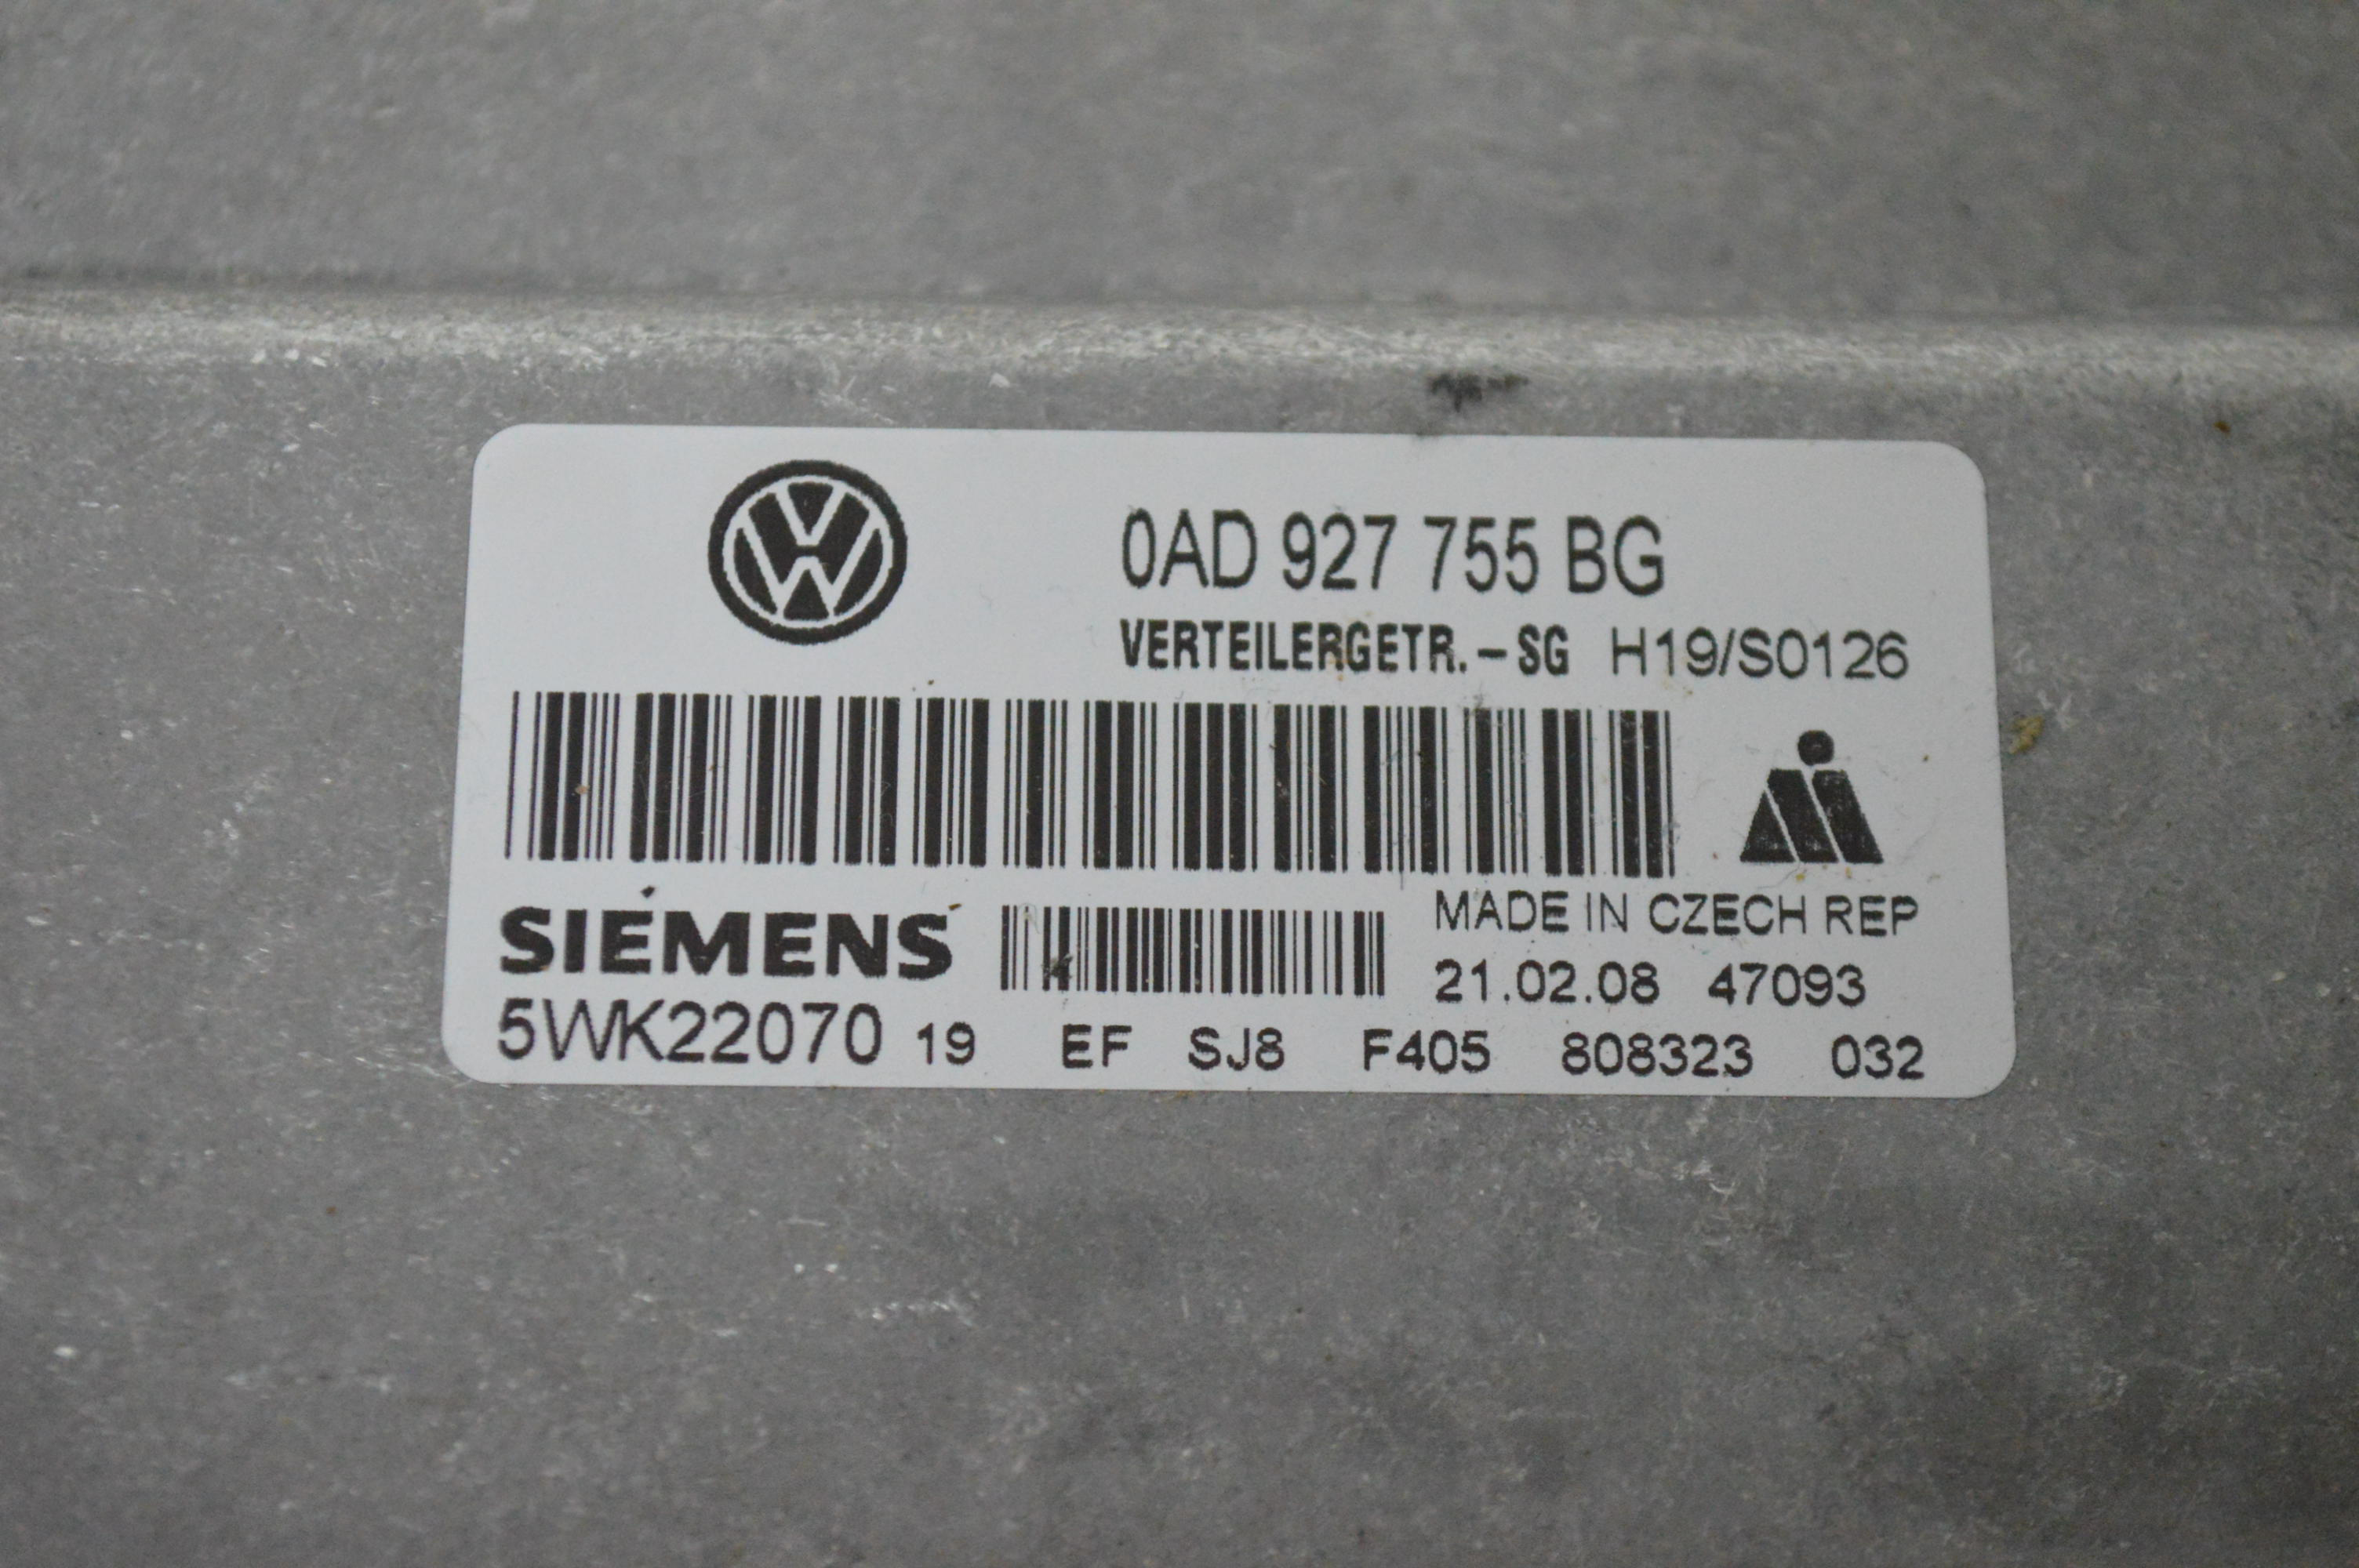 0AD 927 755 BG
VERTEILERGETR.-SG H19/S0126
SIEMENS
MADE IN CZECH REP
21.02.08 47093
5WK22070 19 EF SJ8 F405 808323 032